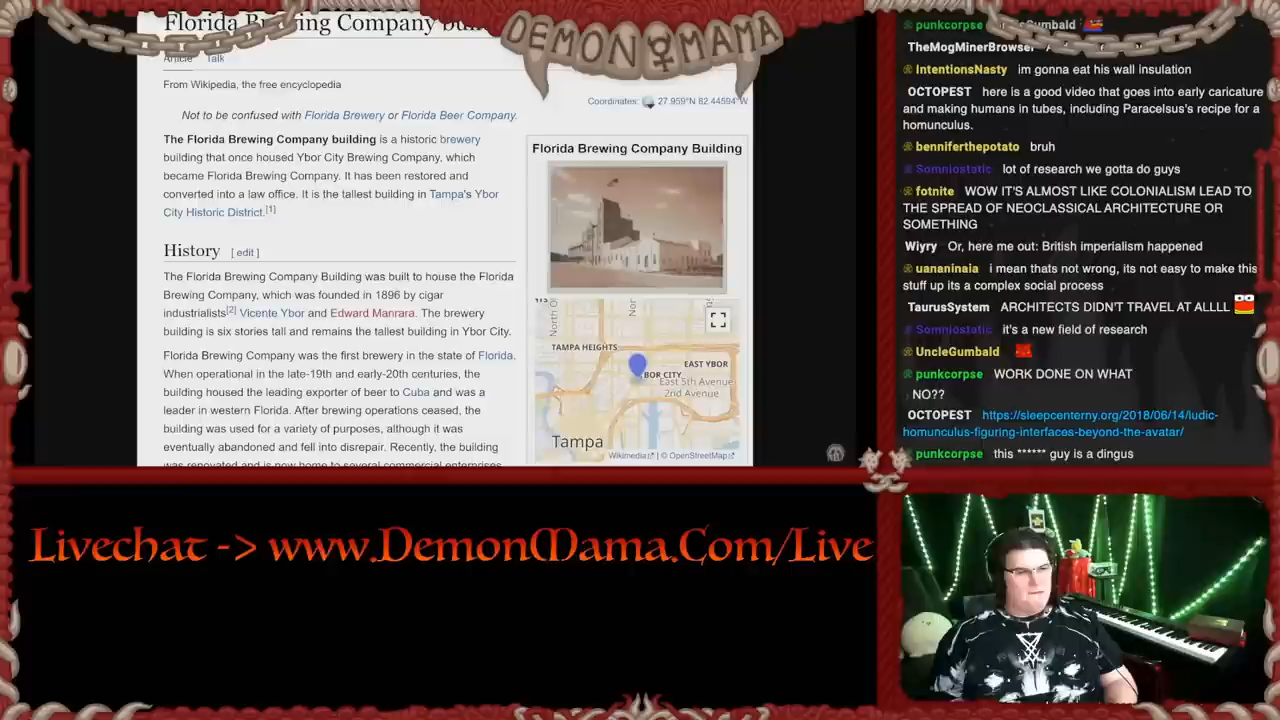 Florida Brewing Company
DEMON MAMA
Article Talk
From Wikipedia, the free encyclopedia
Coordinates: 27.959°N 82.44594°W
Not to be confused with Florida Brewery or Florida Beer Company.
The Florida Brewing Company building is a historic brewery
building that once housed Ybor City Brewing Company, which
became Florida Brewing Company. It has been restored and
converted into a law office. It is the tallest building in Tampa's Ybor
City Historic District.[1]
History [ edit ]
The Florida Brewing Company Building was built to house the Florida
Brewing Company, which was founded in 1896 by cigar
industrialists[2] Vicente Ybor and Edward Manrara. The brewery
building is six stories tall and remains the tallest building in Ybor City.
Florida Brewing Company was the first brewery in the state of Florida.
When operational in the late-19th and early-20th centuries, the
building housed the leading exporter of beer to Cuba and was a
leader in western Florida. After brewing operations ceased, the
building was used for a variety of purposes, although it was
eventually abandoned and fell into disrepair. Recently, the building
was renovated and is now home to several commercial enterprises
Florida Brewing Company Building
TAMPA HEIGHTS
EAST YBOR
BOR CITY
East 5th Avenue
2nd Avenue
Tampa
Wikimedia | © OpenStreetMap
punkcorpse
Gumbald
TheMogMinerBrowser
IntentionsNasty im gonna eat his wall insulation
OCTOPEST here is a good video that goes into early caricature
and making humans in tubes, including Paracelsus's recipe for a
homunculus.
benniferthepotato bruh
Somniostatic lot of research we gotta do guys
fotnite WOW IT'S ALMOST LIKE COLONIALISM LEAD TO
THE SPREAD OF NEOCLASSICAL ARCHITECTURE OR
SOMETHING
Wiyry Or, here me out: British imperialism happened
uananinaia i mean thats not wrong, its not easy to make this
stuff up its a complex social process
TaurusSystem ARCHITECTS DIDN'T TRAVEL AT ALLLL
Somniostatic it's a new field of research
UncleGumbald
punkcorpse WORK DONE ON WHAT
NO??
OCTOPEST https://sleepcenterny.org/2018/06/14/ludic-
homunculus-figuring-interfaces-beyond-the-avatar/
punkcorpse this ****** guy is a dingus
Livechat -> www.DemonMama.Com/Live